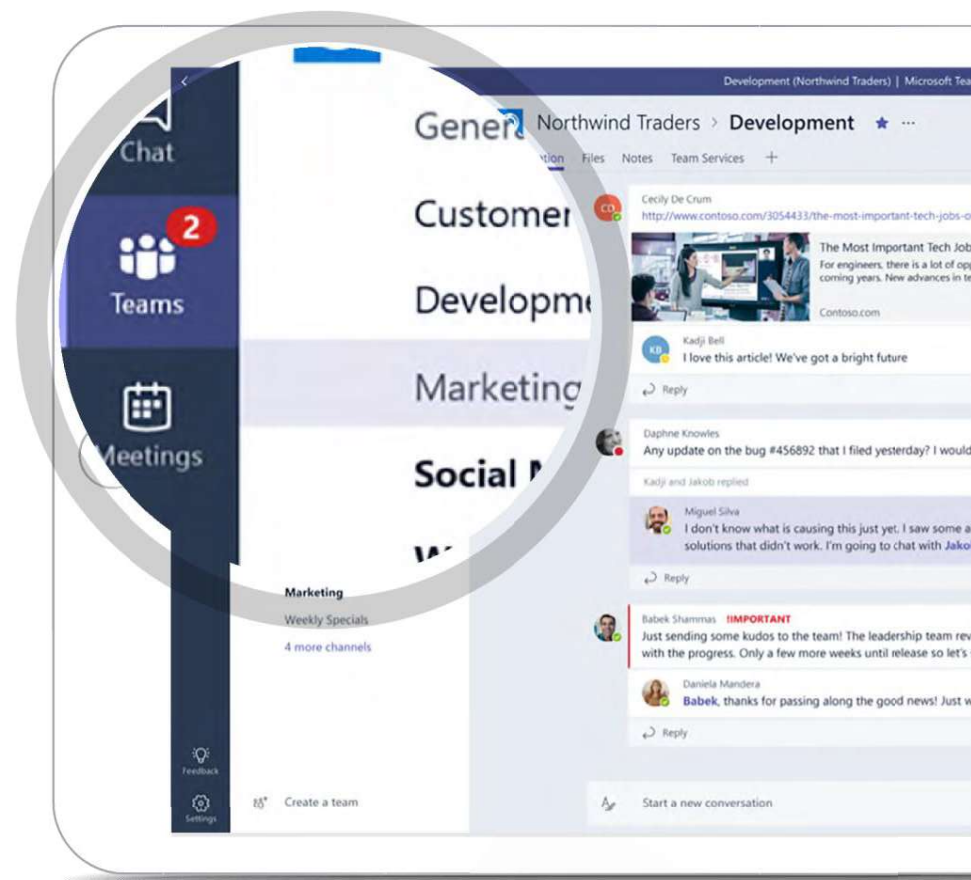 Development (Northwind Traders) | Microsoft Tea
Chat
2
Teams
Meetings
Gener
Customer
Developme
Marketing
Social M
Marketing
Weekly Specials
4 more channels
Feedback
Settings
Create a team
Northwind Traders > Development ★ ···
tion Files Notes Team Services +
CD
Cecily De Crum
http://www.contoso.com/3054433/the-most-important-tech-jobs-o
The Most Important Tech Job
For engineers, there is a lot of opp
coming years. New advances in te
Contoso.com
KB
Kadji Bell
I love this article! We've got a bright future
Reply
Daphne Knowles
Any update on the bug #456892 that I filed yesterday? I would
Kadji and Jakob replied
Miguel Silva
I don't know what is causing this just yet. I saw some a
solutions that didn't work. I'm going to chat with Jako
Reply
Babek Shammas !IMPORTANT
Just sending some kudos to the team! The leadership team rev
with the progress. Only a few more weeks until release so let's
Daniela Mandera
Babek, thanks for passing along the good news! Just w
Reply
Start a new conversation